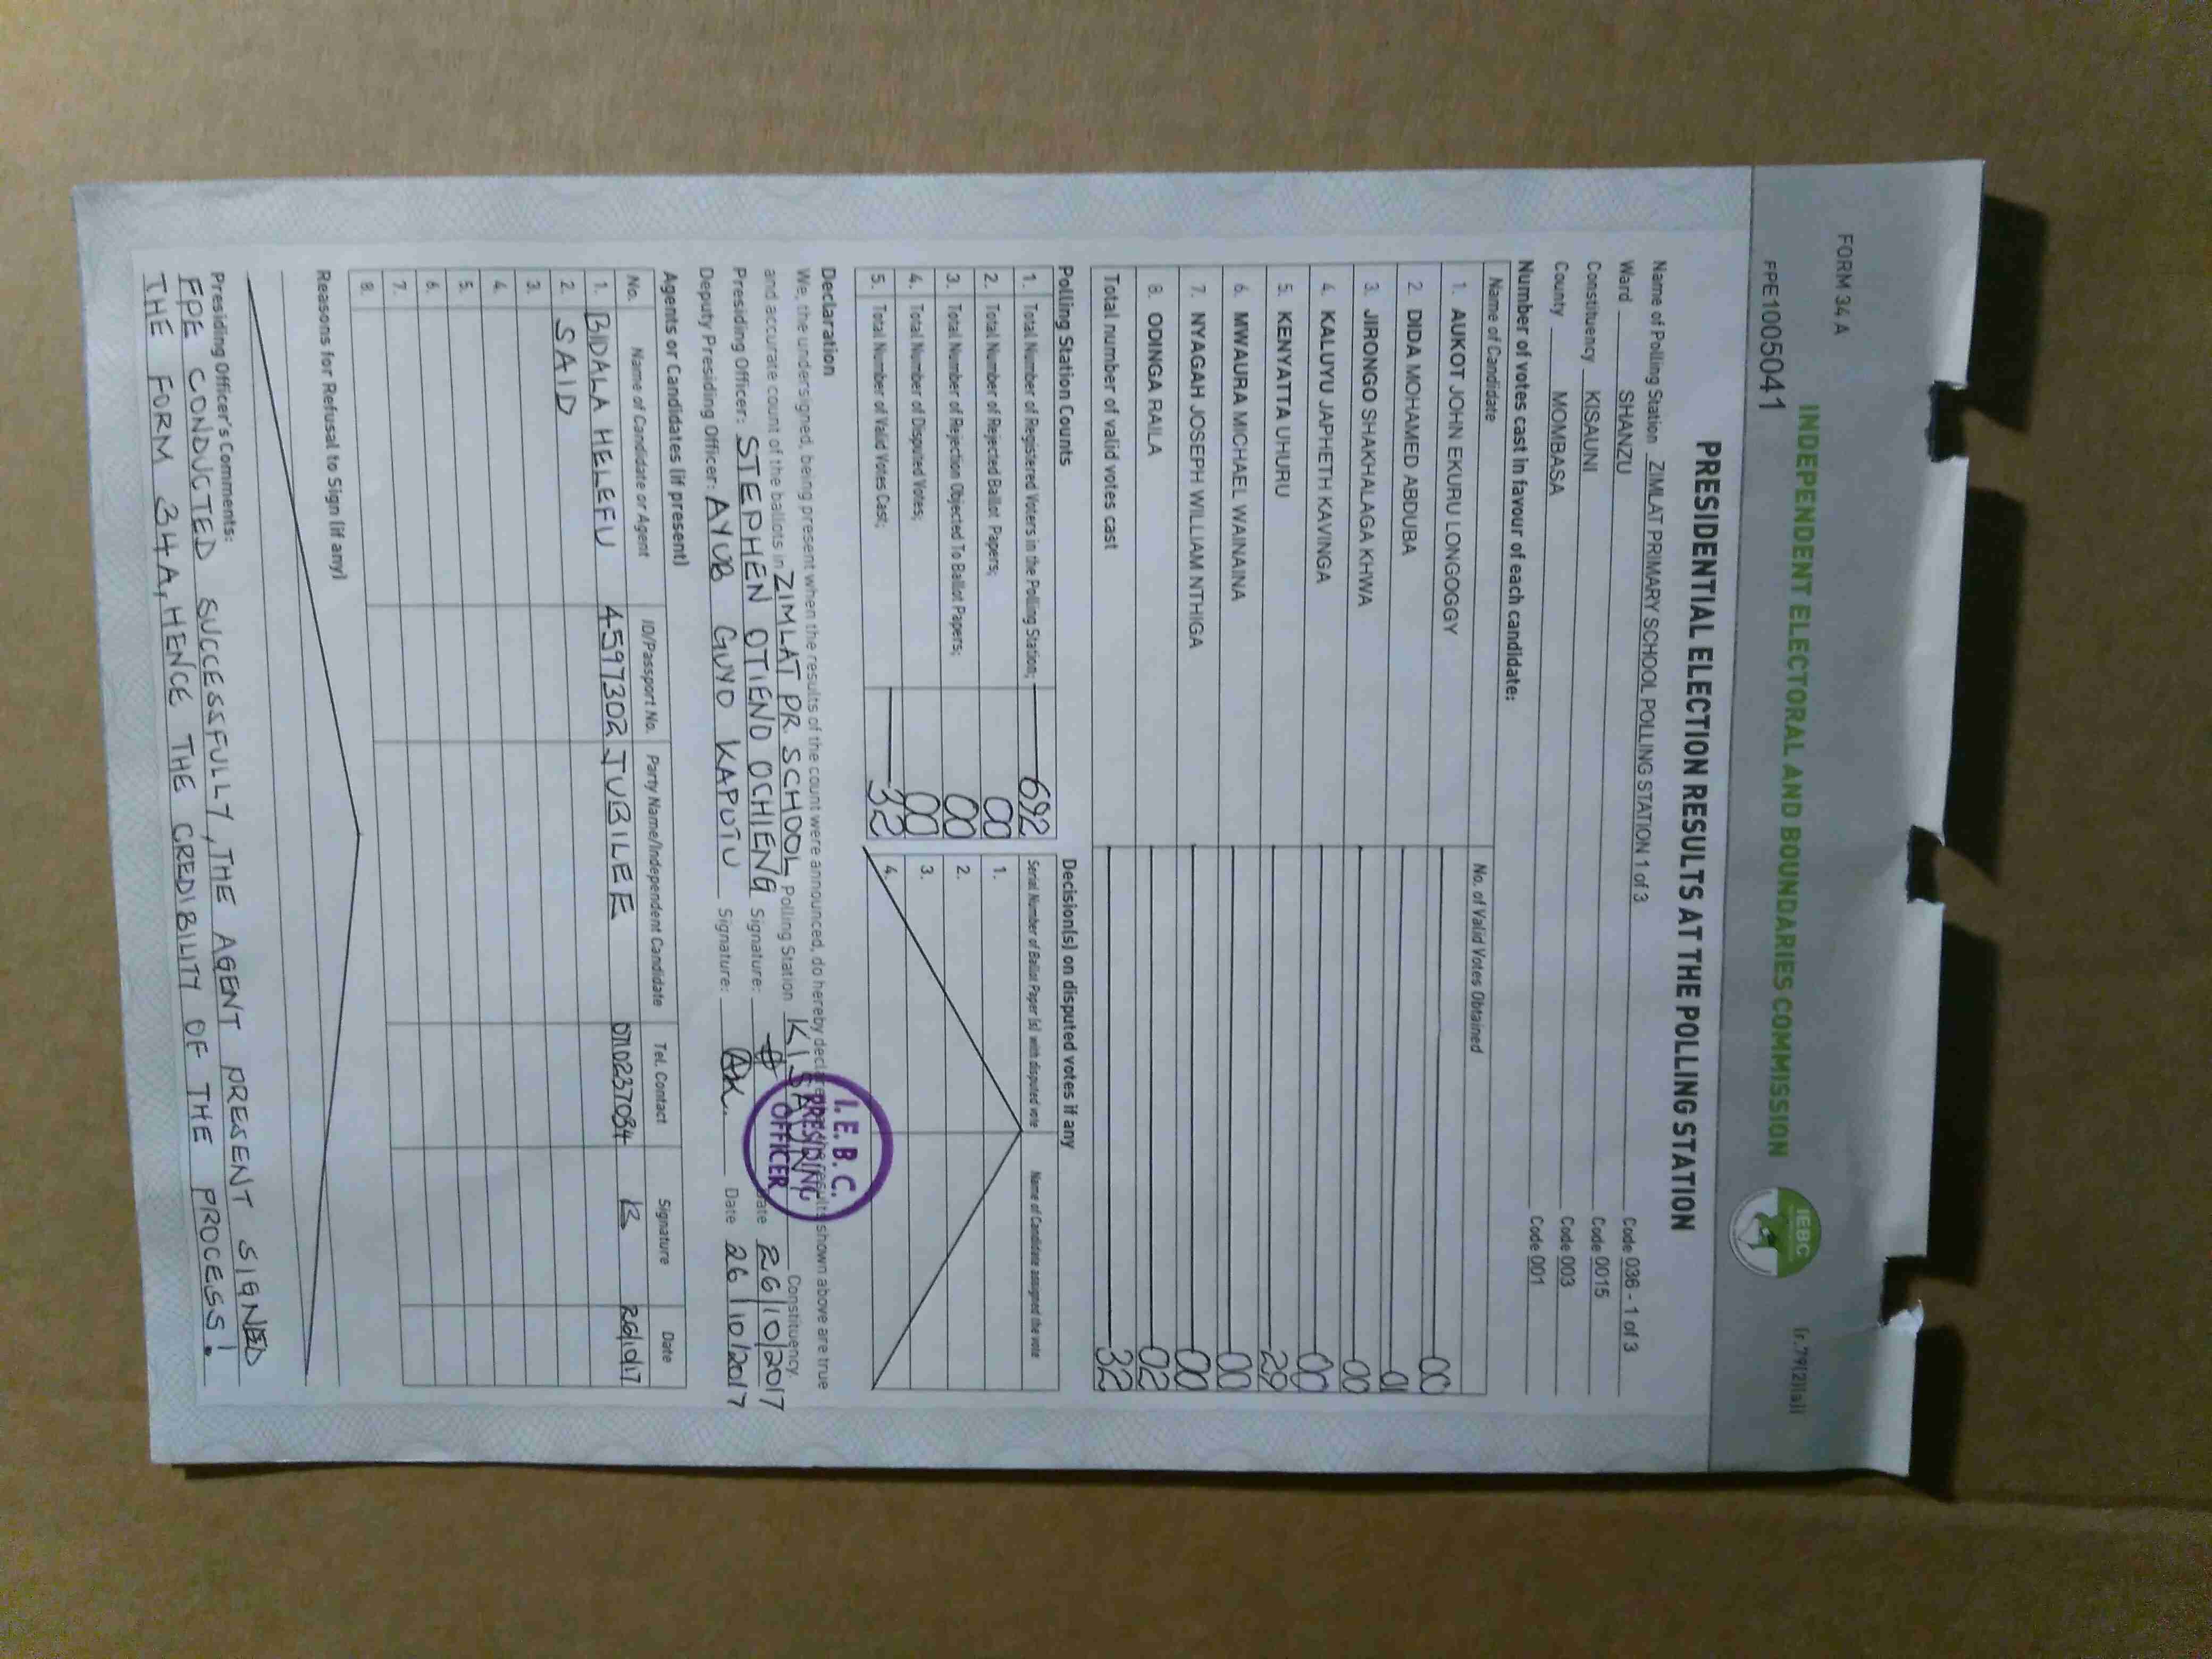 FORM 34 A
(r.79(2)(a))
INDEPENDENT ELECTORAL AND BOUNDARIES COMMISSION
IEBC
FPE1005041
PRESIDENTIAL ELECTION RESULTS AT THE POLLING STATION
Name of Polling Station ZIMLAT PRIMARY SCHOOL POLLING STATION 1 of 3 Code 036 - 1 of 3
Ward SHANZU Code 0015
Constituency KISAUNI Code 003
County MOMBASA Code 001
Number of votes cast in favour of each candidate:
Name of Candidate No. of Valid Votes Obtained
1. AUKOT JOHN EKURU LONGOGGY 00
2. DIDA MOHAMED ABDUBA 01
3. JIRONGO SHAKHALAGA KHWA 00
4. KALUYU JAPHETH KAVINGA 00
5. KENYATTA UHURU 29
6. MWAURA MICHAEL WAINAINA 00
7. NYAGAH JOSEPH WILLIAM NTHIGA 00
8. ODINGA RAILA 02
Total number of valid votes cast 32
Polling Station Counts
1. Total Number of Registered Voters in the Polling Station; 692
2. Total Number of Rejected Ballot Papers; 00
3. Total Number of Rejection Objected To Ballot Papers; 00
4. Total Number of Disputed Votes; 00
5. Total Number of Valid Votes Cast; 32
Decision(s) on disputed votes if any
Serial Number of Ballot Paper (s) with disputed vote Name of Candidate assigned the vote
1.
2.
3.
4.
Declaration
We, the undersigned, being present when the results of the count were announced, do hereby declare that the results shown above are true
and accurate count of the ballots in ZIMLAT PR SCHOOL Polling Station KISAUNI Constituency.
Presiding Officer: STEPHEN OTIENO OCHIENG Signature: Date 26/10/2017
Deputy Presiding Officer: AYUB GUYO KAPUTU Signature: AK. Date 26/10/2017
I.E.B.C.
PRESIDING
OFFICER
Agents or Candidates (if present)
No. Name of Candidate or Agent ID/Passport No. Party Name/Independent Candidate Tel. Contact Signature Date
1. BIDALA HELEFU 4597302 JUBILEE 0710237084 B 26/10/17
2. SAID
3.
4.
5.
6.
7.
8.
Reasons for Refusal to Sign (if any)
Presiding Officer's Comments:
FPE CONDUCTED SUCCESSFULLY, THE AGENT PRESENT SIGNED
THE FORM 34A, HENCE THE CREDIBILITY OF THE PROCESS!